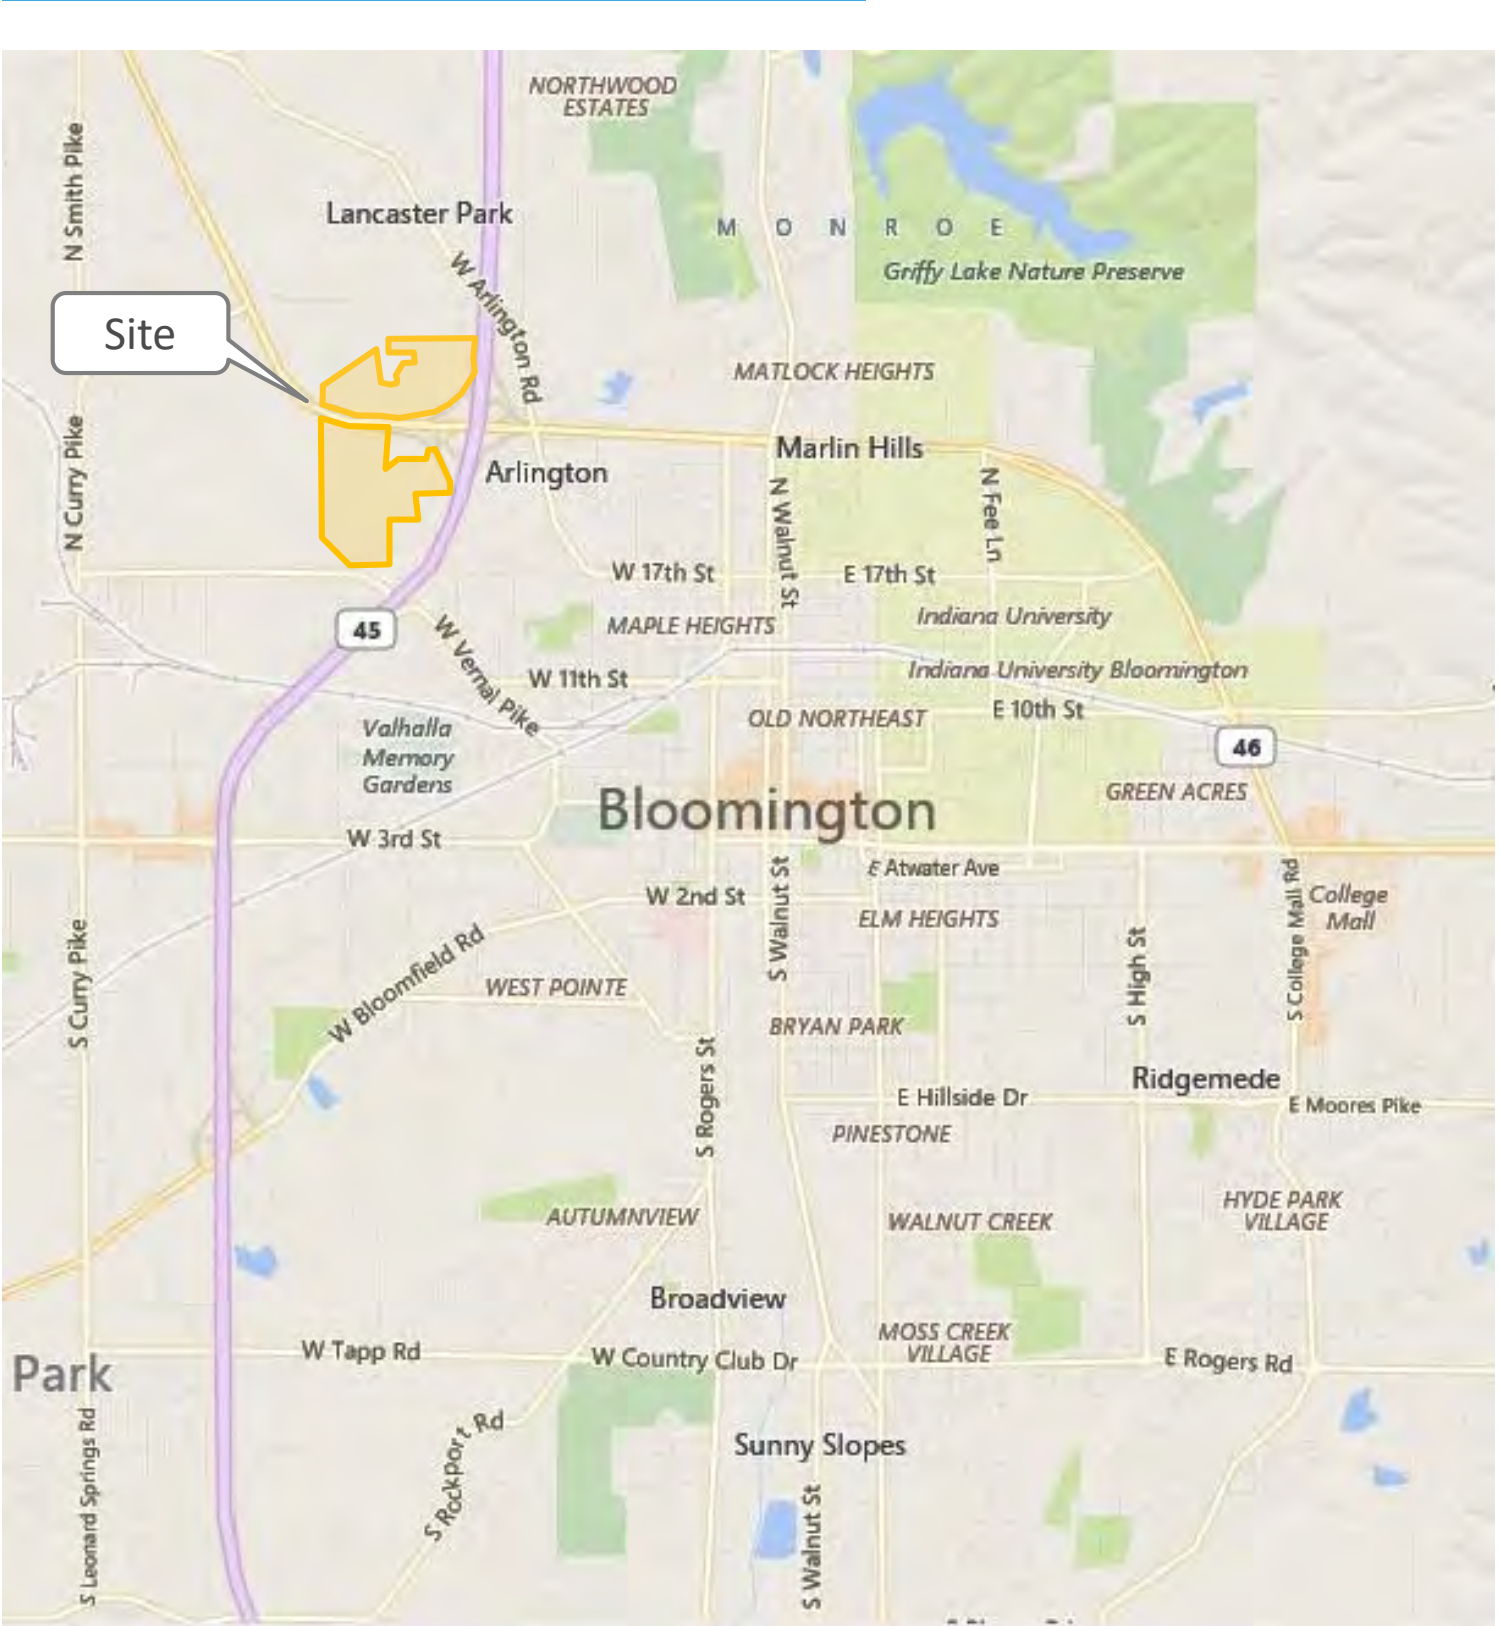 NORTHWOOD
ESTATES
N Smith Pike
Lancaster Park
M O N R O E
W Arlington Rd
Griffy Lake Nature Preserve
Site
MATLOCK HEIGHTS
N Curry Pike
Marlin Hills
Arlington
N Walnut St
N Fee Ln
W 17th St
E 17th St
Indiana University
MAPLE HEIGHTS
45
W Vernal Pike
Indiana University Bloomington
W 11th St
E 10th St
OLD NORTHEAST
Valhalla
Memory
Gardens
46
GREEN ACRES
Bloomington
W 3rd St
E Atwater Ave
W 2nd St
S Walnut St
ELM HEIGHTS
S College Mall Rd
College
Mall
S Curry Pike
W Bloomfield Rd
WEST POINTE
S High St
BRYAN PARK
S Rogers St
Ridgemede
E Hillside Dr
E Moores Pike
PINESTONE
HYDE PARK
VILLAGE
AUTUMNVIEW
WALNUT CREEK
Broadview
MOSS CREEK
VILLAGE
W Tapp Rd
W Country Club Dr
E Rogers Rd
Park
S Leonard Springs Rd
S Rockport Rd
Sunny Slopes
S Walnut St